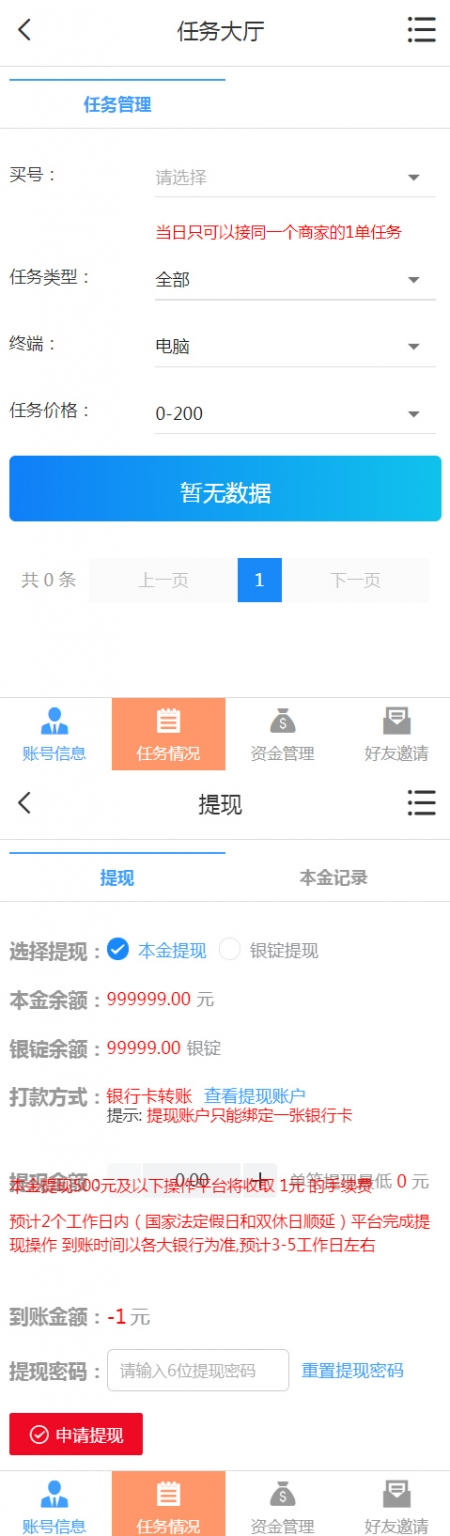 任务大厅
任务管理
买号：
请选择
当日只可以接同一个商家的1单任务
任务类型：
全部
终端：
电脑
任务价格：
0-200
暂无数据
共 0 条 上一页 1 下一页
账号信息 任务情况 资金管理 好友邀请
提现
提现 本金记录
选择提现： 本金提现 银锭提现
本金余额：999999.00 元
银锭余额：99999.00 银锭
打款方式：银行卡转账 查看提现账户
提示: 提现账户只能绑定一张银行卡
提现金额 0.00 + 单笔提现最低 0 元
本金提现500元及以下操作平台将收取 1元 的手续费
预计2个工作日内（国家法定假日和双休日顺延）平台完成提
现操作 到账时间以各大银行为准,预计3-5工作日左右
到账金额：-1 元
提现密码： 请输入6位提现密码 重置提现密码
申请提现
账号信息 任务情况 资金管理 好友邀请